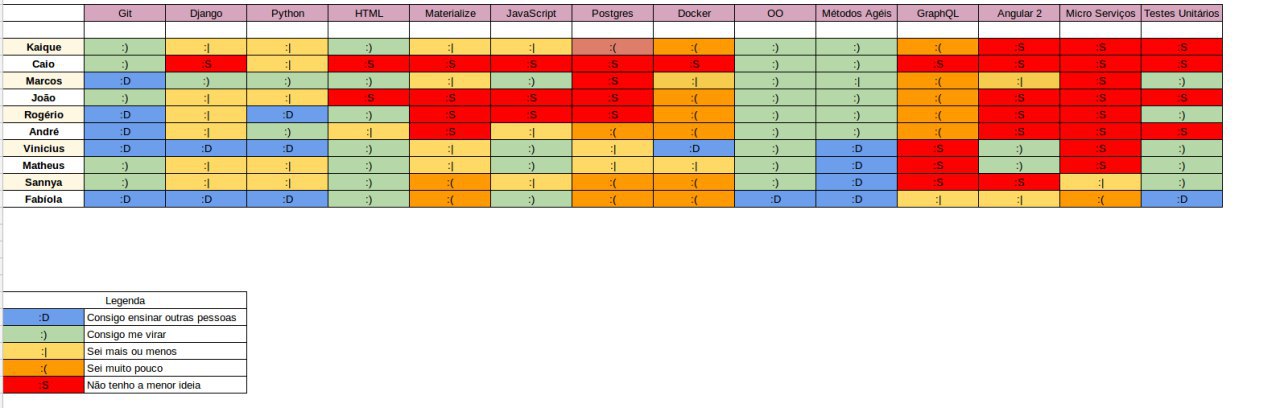 Git Django Python HTML Materialize JavaScript Postgres Docker OO Métodos Agéis GraphQL Angular 2 Micro Serviços Testes Unitários
Kaique :) :| :| :) :| :| :( :( :) :) :( :S :S :S
Caio :) :S :| :S :S :S :S :S :) :) :S :S :S :S
Marcos :D :) :) :) :| :) :S :| :) :| :( :| :S :)
João :) :| :| :S :S :S :S :( :) :) :( :S :S :S
Rogério :D :| :D :) :S :S :S :( :) :) :( :S :S :)
André :D :| :) :| :S :| :( :( :) :) :( :S :S :S
Vinicius :D :D :D :) :| :) :| :D :) :D :S :) :S :)
Matheus :) :| :| :) :| :) :| :| :) :D :S :) :S :)
Sannya :) :| :| :) :( :| :( :( :) :D :S :S :| :)
Fabíola :D :D :D :) :( :) :( :( :D :D :| :| :( :D
Legenda
:D Consigo ensinar outras pessoas
:) Consigo me virar
:| Sei mais ou menos
:( Sei muito pouco
:S Não tenho a menor ideia